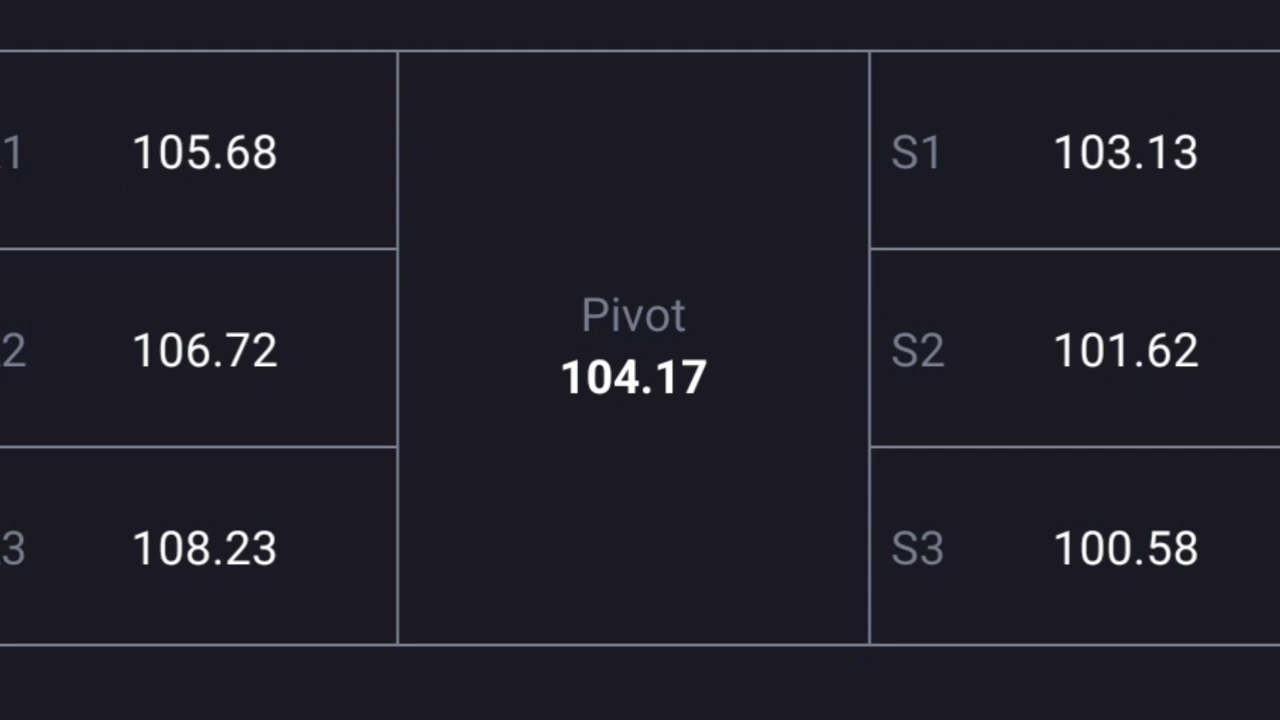 1 105.68
S1 103.13
2 106.72
Pivot
104.17
S2 101.62
3 108.23
S3 100.58